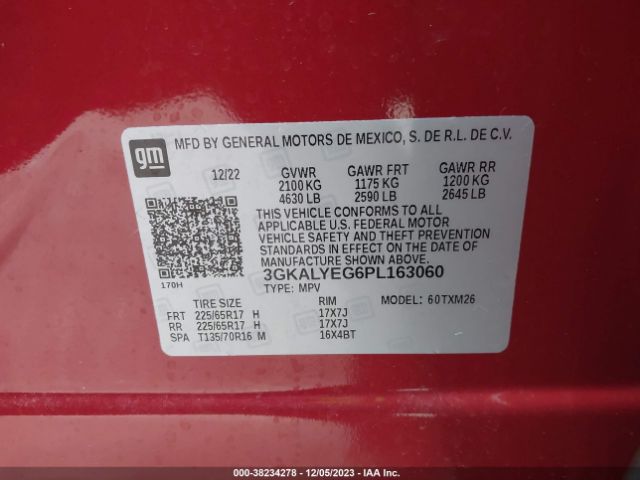 gm
MFD BY GENERAL MOTORS DE MEXICO, S. DE R.L. DE C.V.
12/22 GVWR GAWR FRT GAWR RR
2100 KG 1175 KG 1200 KG
4630 LB 2590 LB 2645 LB
THIS VEHICLE CONFORMS TO ALL
APPLICABLE U.S. FEDERAL MOTOR
VEHICLE SAFETY AND THEFT PREVENTION
STANDARDS IN EFFECT ON THE DATE OF
MANUFACTURE SHOWN ABOVE.
3GKALYEG6PL163060
170H
TYPE: MPV
TIRE SIZE RIM MODEL: 60TXM26
FRT 225/65R17 H 17X7J
RR 225/65R17 H 17X7J
SPA T135/70R16 M 16X4BT
000-38234278 - 12/05/2023 - IAA Inc.